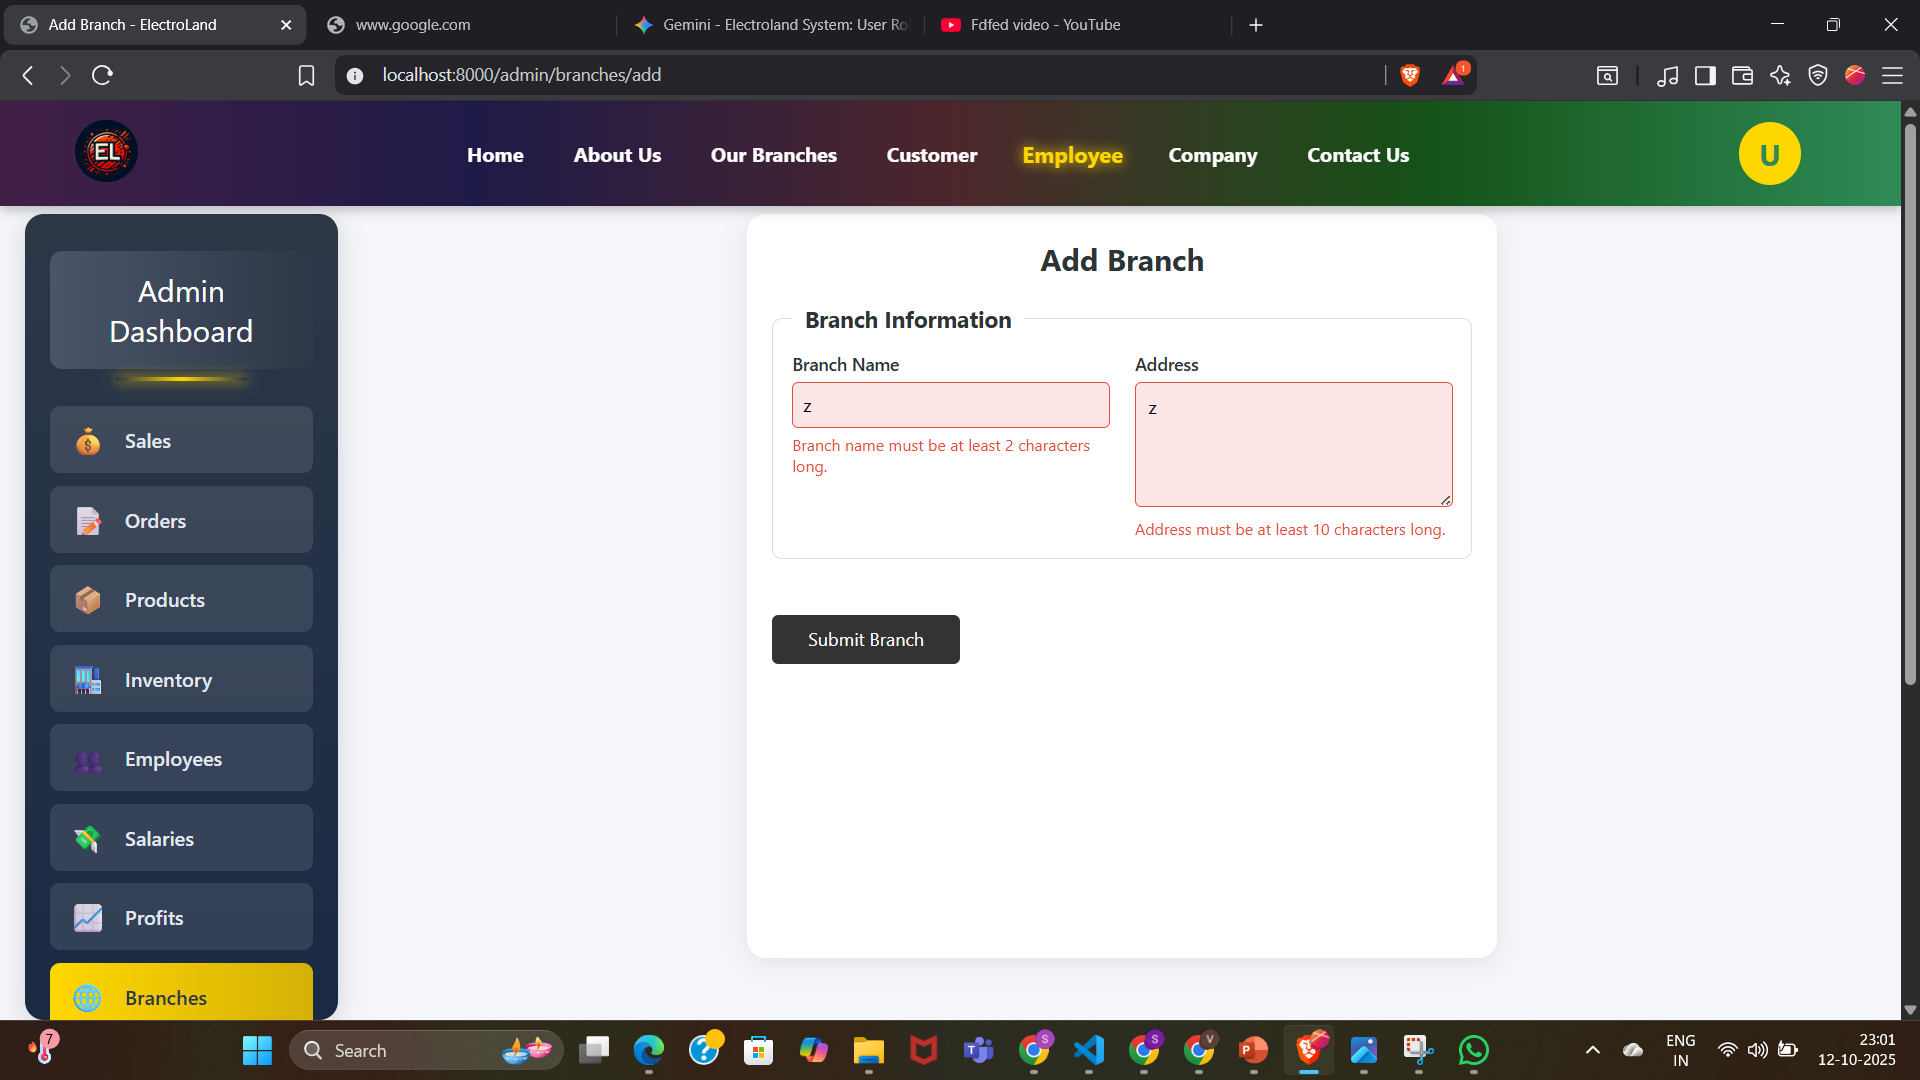 Add Branch - ElectroLand
www.google.com
Gemini - Electroland System: User Ro
Fdfed video - YouTube
localhost:8000/admin/branches/add
1
EL
Home
About Us
Our Branches
Customer
Employee
Company
Contact Us
U
Admin
Dashboard
Sales
Orders
Products
Inventory
Employees
Salaries
Profits
Branches
Add Branch
Branch Information
Branch Name
z
Branch name must be at least 2 characters
long.
Address
z
Address must be at least 10 characters long.
Submit Branch
7
Search
S
S
V
ENG
IN
23:01
12-10-2025